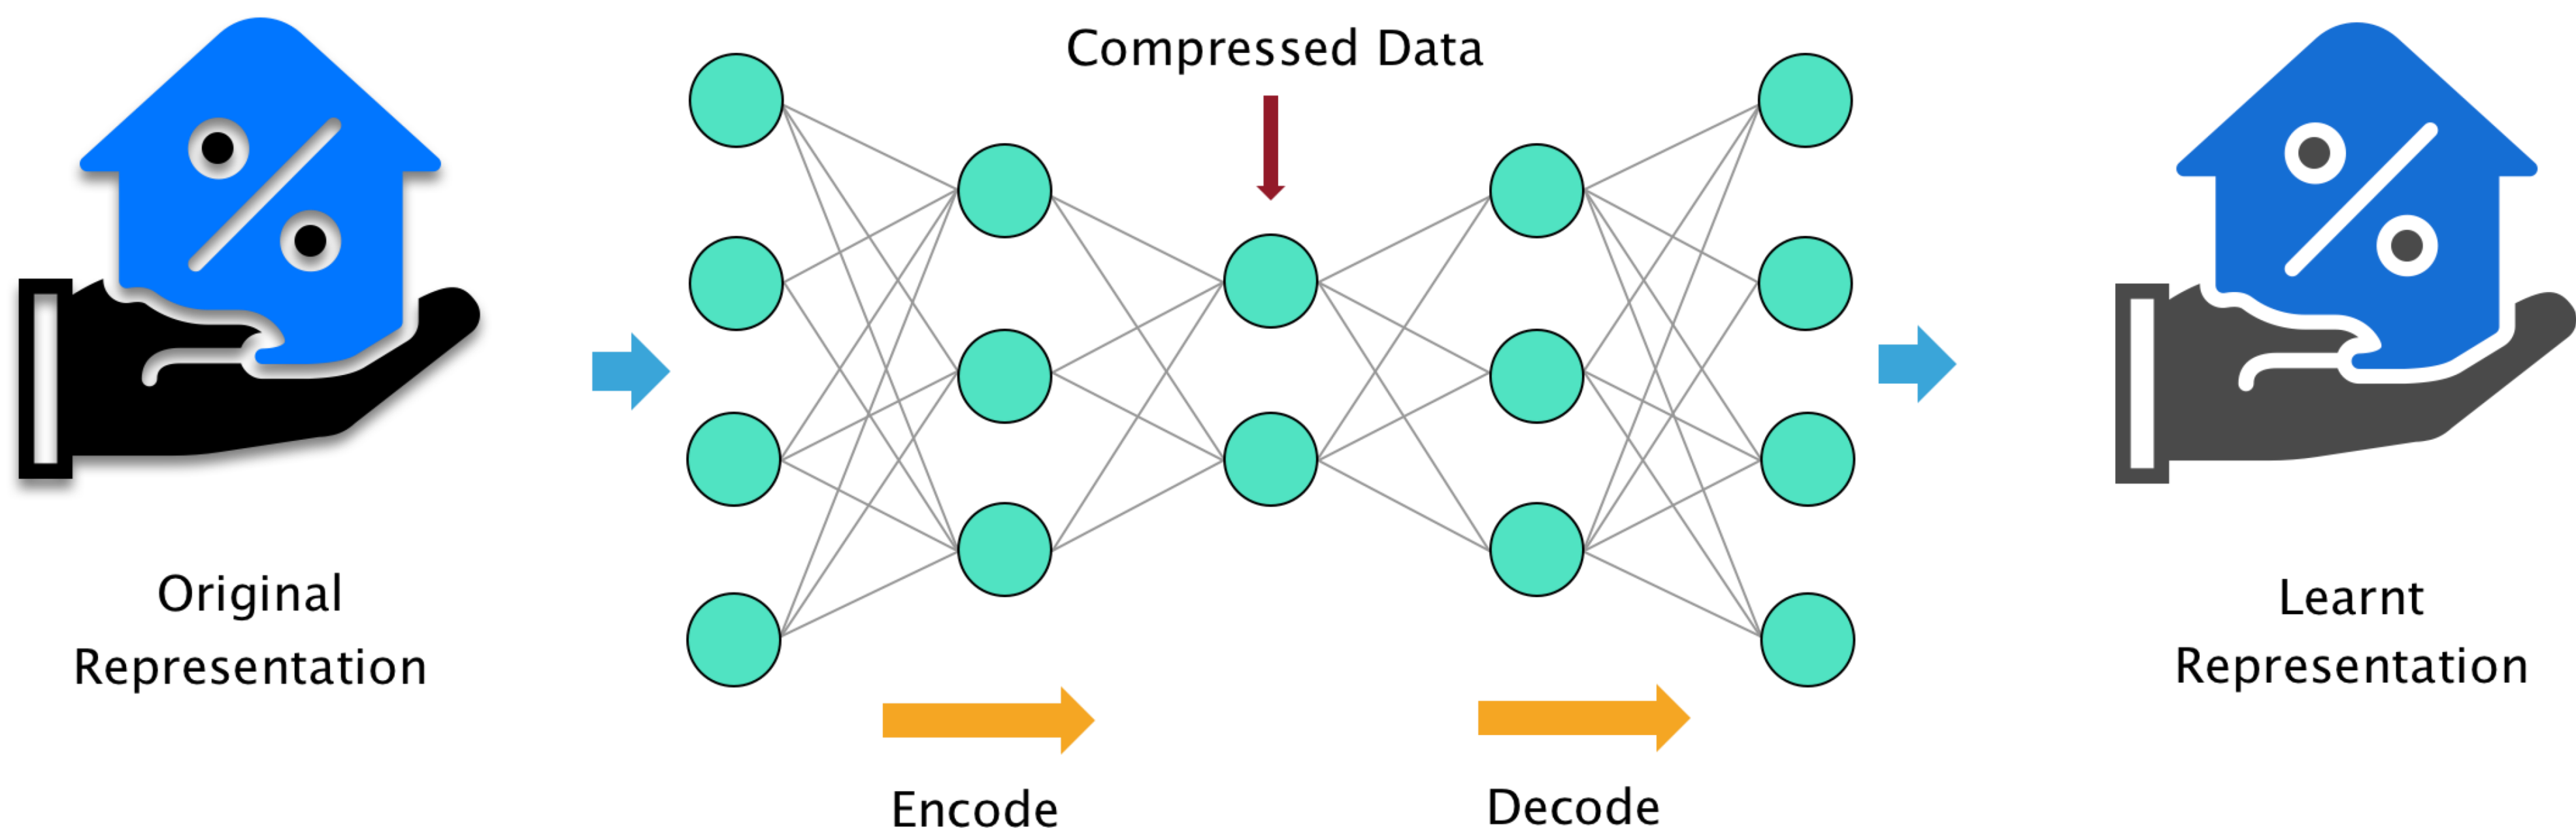 Compressed Data
Original
Representation
Learnt
Representation
Encode
Decode